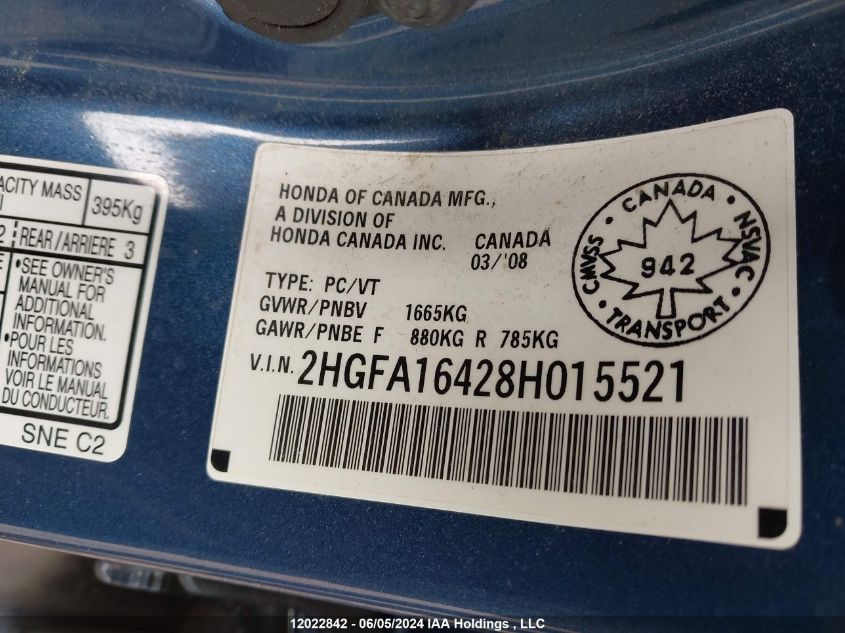 ACITY MASS
395Kg
REAR/ARRIERE 3
•SEE OWNER'S
MANUAL FOR
ADDITIONAL
INFORMATION.
•POUR LES
INFORMATIONS
VOIR LE MANUAL
DU CONDUCTEUR.
SNE C2
HONDA OF CANADA MFG.,
A DIVISION OF
HONDA CANADA INC. CANADA
03/'08
TYPE: PC/VT
GVWR/PNBV 1665KG
GAWR/PNBE F 880KG R 785KG
V.I.N. 2HGFA16428H015521
CANADA
CMVSS • NSVAC
942
TRANSPORT
12022842 - 06/05/2024 IAA Holdings , LLC